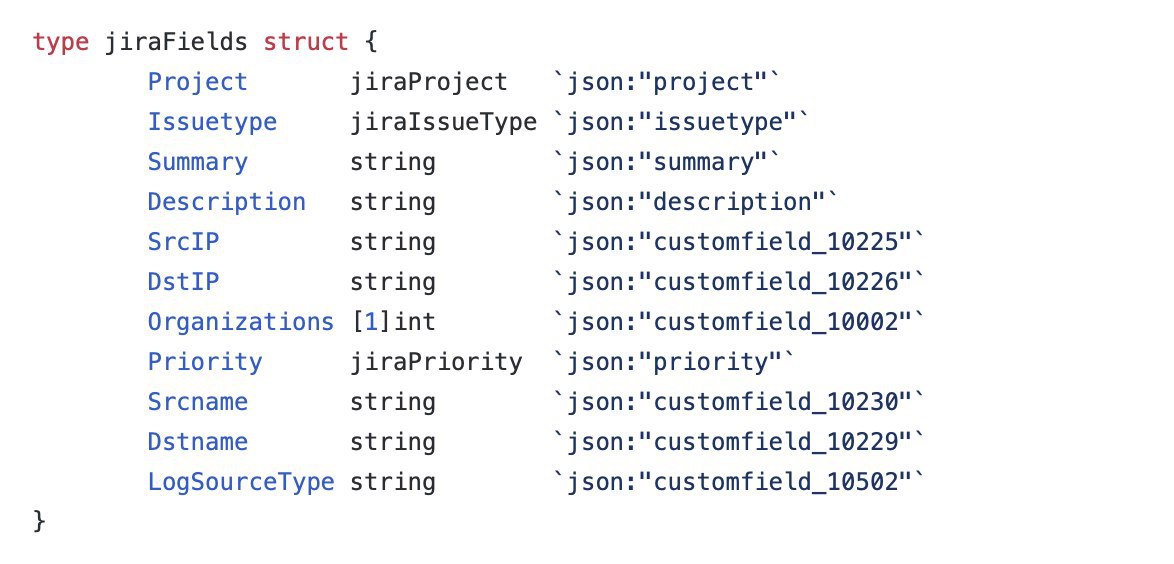 type jiraFields struct {
        Project       jiraProject   `json:"project"`
        Issuetype     jiraIssueType `json:"issuetype"`
        Summary       string        `json:"summary"`
        Description   string        `json:"description"`
        SrcIP         string        `json:"customfield_10225"`
        DstIP         string        `json:"customfield_10226"`
        Organizations [1]int        `json:"customfield_10002"`
        Priority      jiraPriority  `json:"priority"`
        Srcname       string        `json:"customfield_10230"`
        Dstname       string        `json:"customfield_10229"`
        LogSourceType string        `json:"customfield_10502"`
}